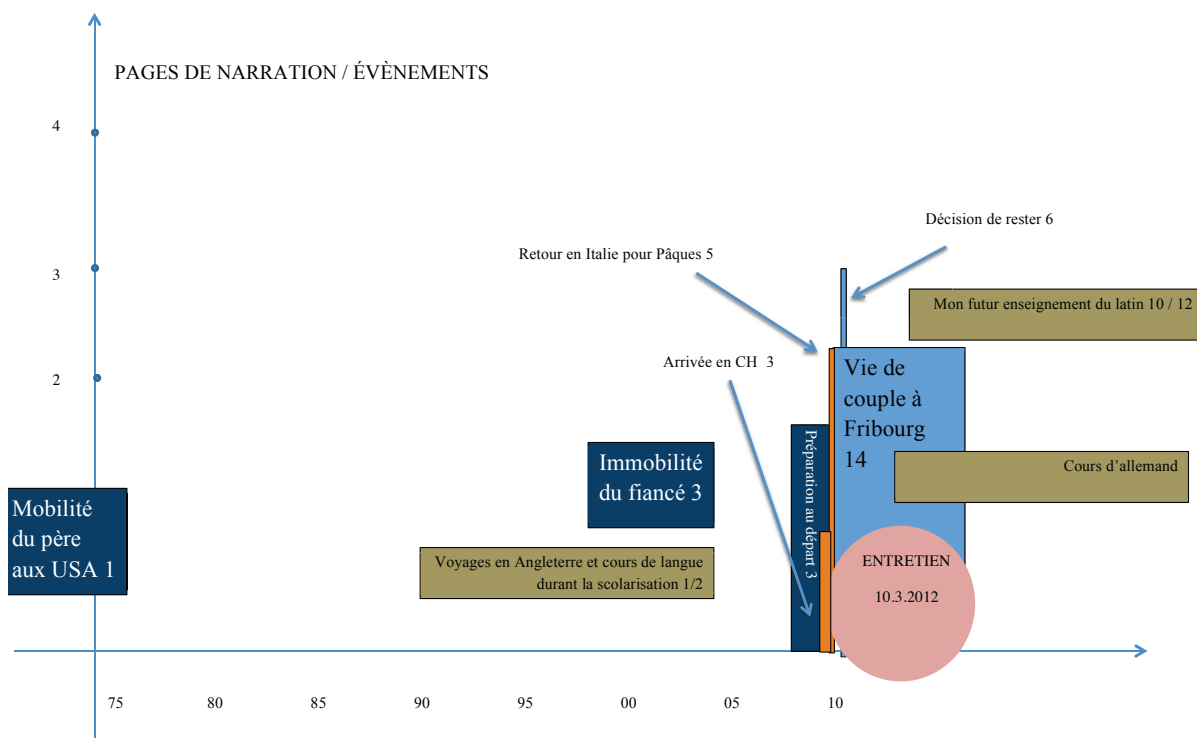 PAGES DE NARRATION / ÉVÈNEMENTS
4
3
2
Décision de rester 6
Retour en Italie pour Pâques 5
Mon futur enseignement du latin 10 / 12
Arrivée en CH  3
Vie de
couple à
Fribourg
14
Préparation au départ 3
Immobilité
du fiancé 3
Cours d’allemand
Mobilité
du père
aux USA 1
Voyages en Angleterre et cours de langue
durant la scolarisation 1/2
ENTRETIEN
10.3.2012
75 80 85 90 95 00 05 10